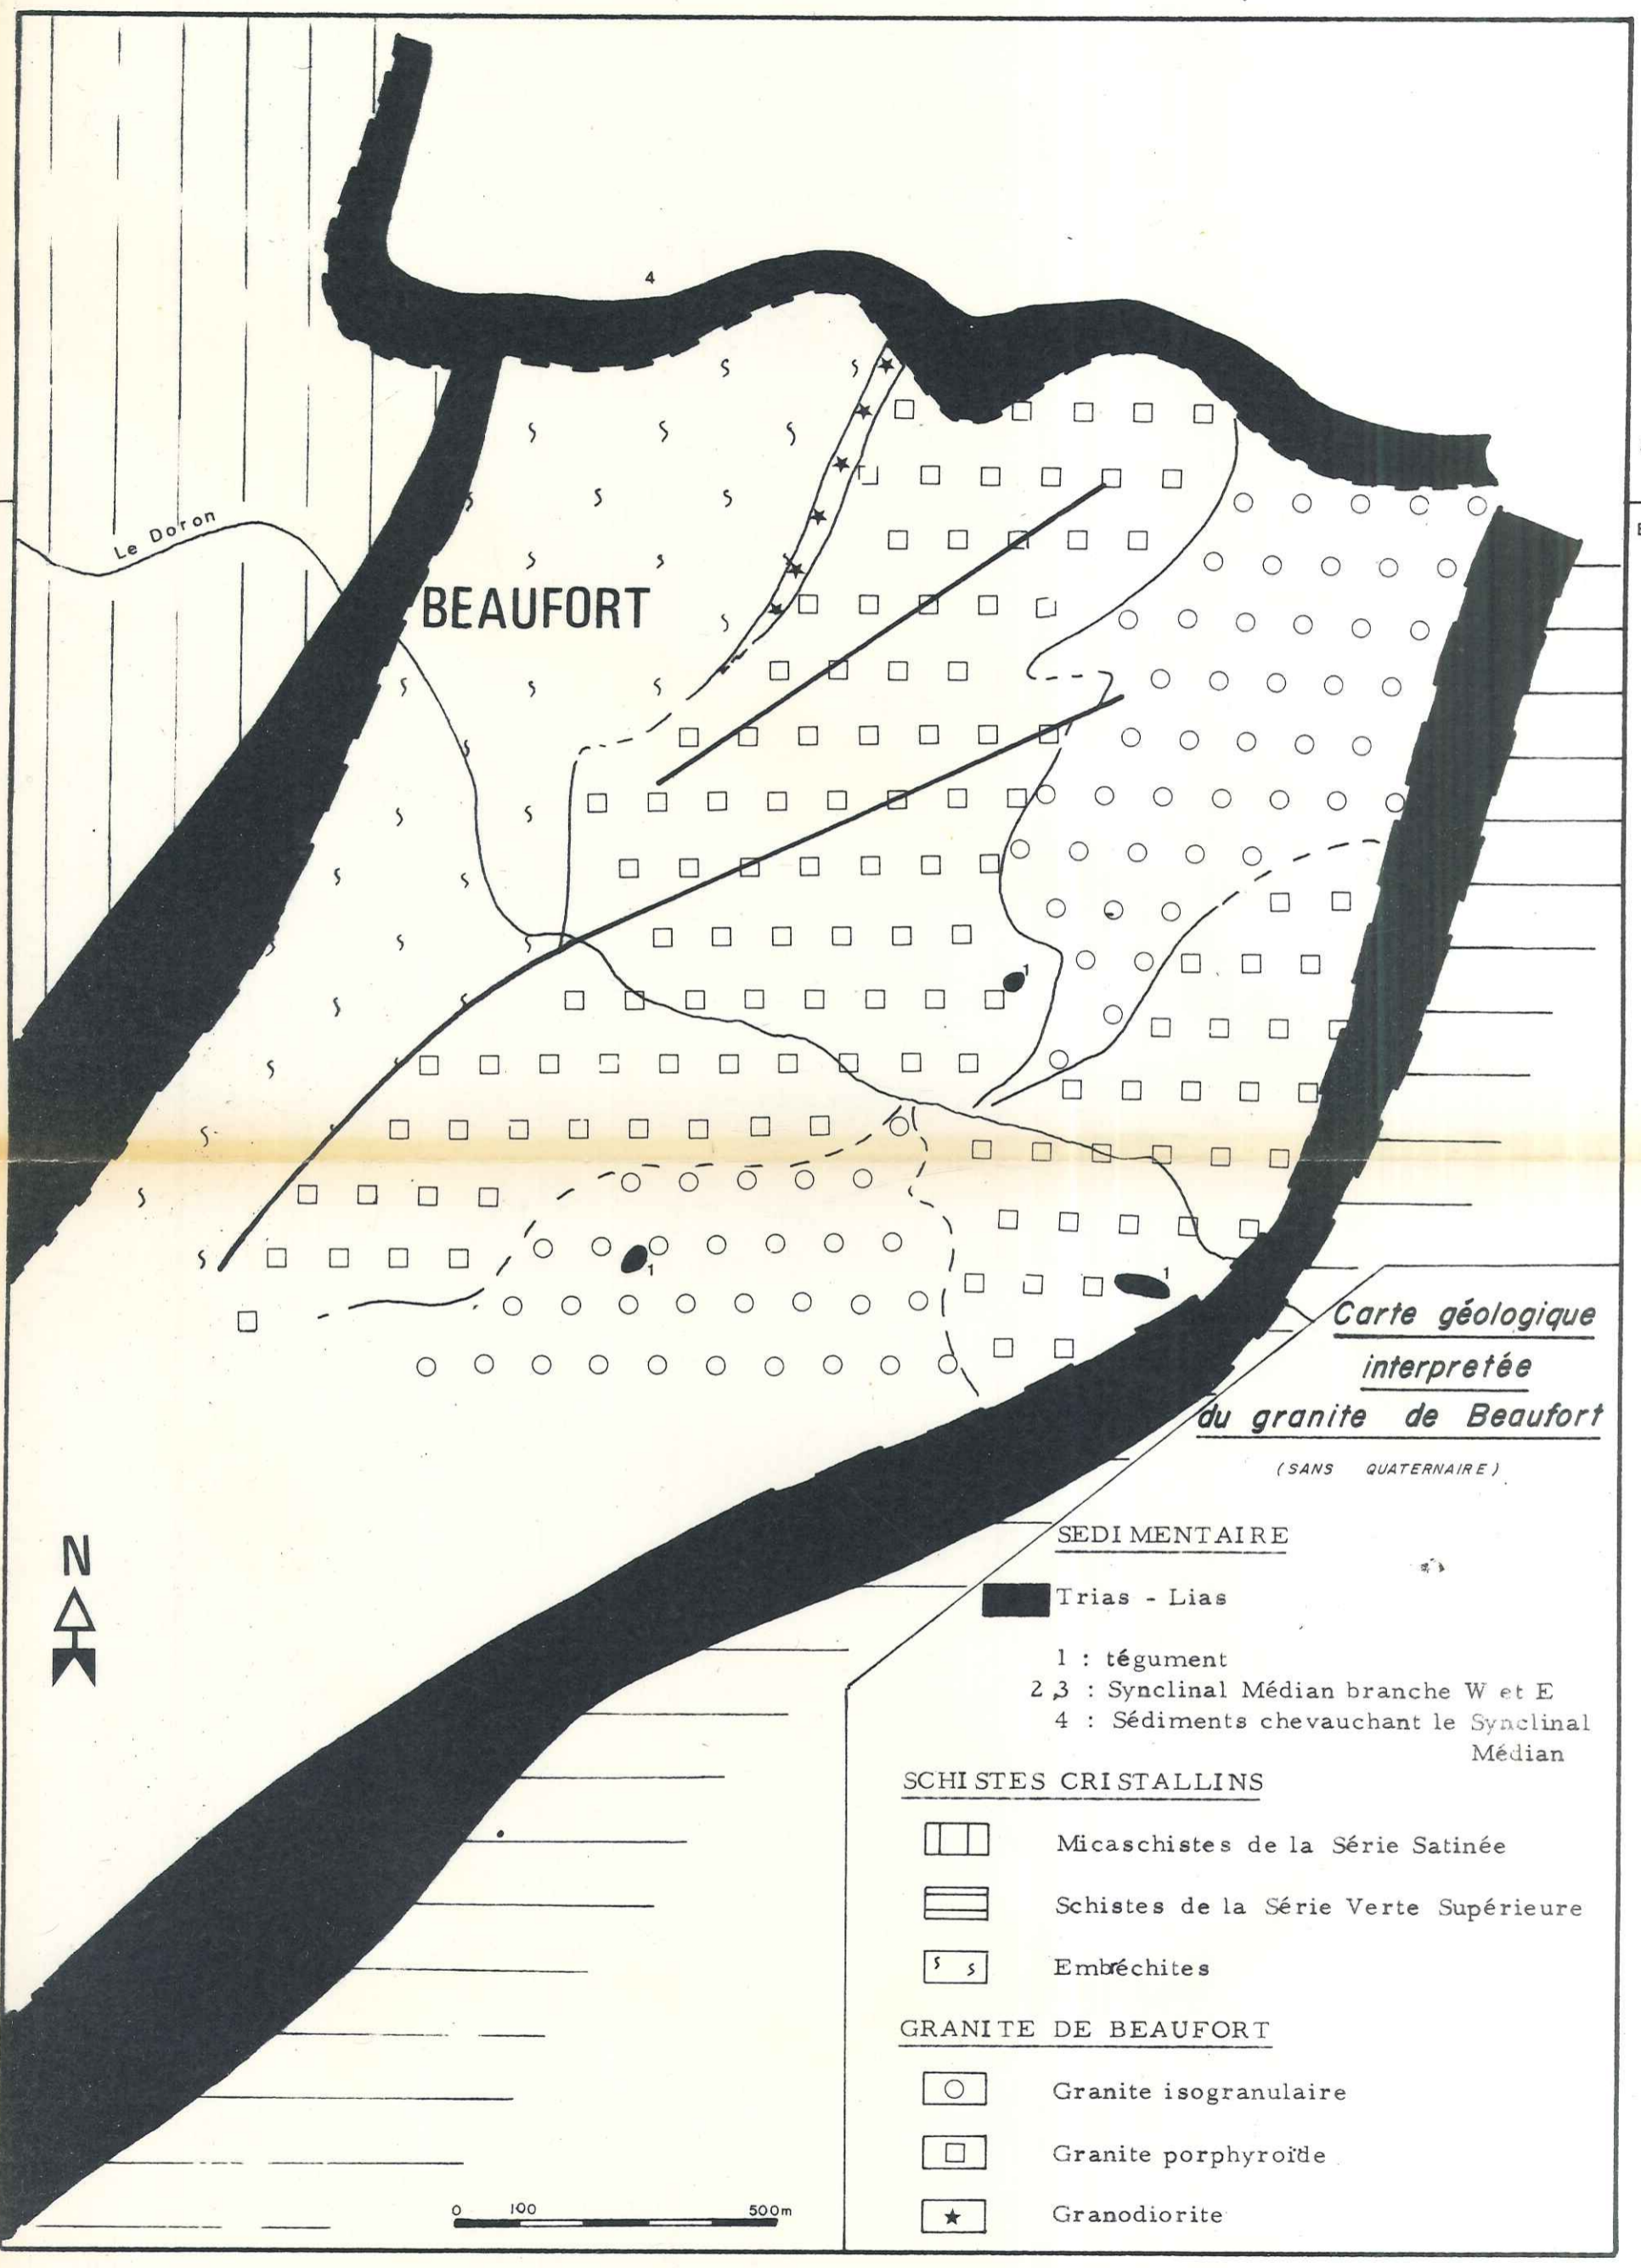 4
Le Doron
BEAUFORT
1
1
1
Carte géologique
interpretée
du granite de Beaufort
(SANS QUATERNAIRE)
N
SEDIMENTAIRE
Trias - Lias
1 : tégument
2,3 : Synclinal Médian branche W et E
4 : Sédiments chevauchant le Synclinal
Médian
SCHISTES CRISTALLINS
Micaschistes de la Série Satinée
Schistes de la Série Verte Supérieure
s s
Embréchites
GRANITE DE BEAUFORT
Granite isogranulaire
Granite porphyroïde
Granodiorite
0 100 500m